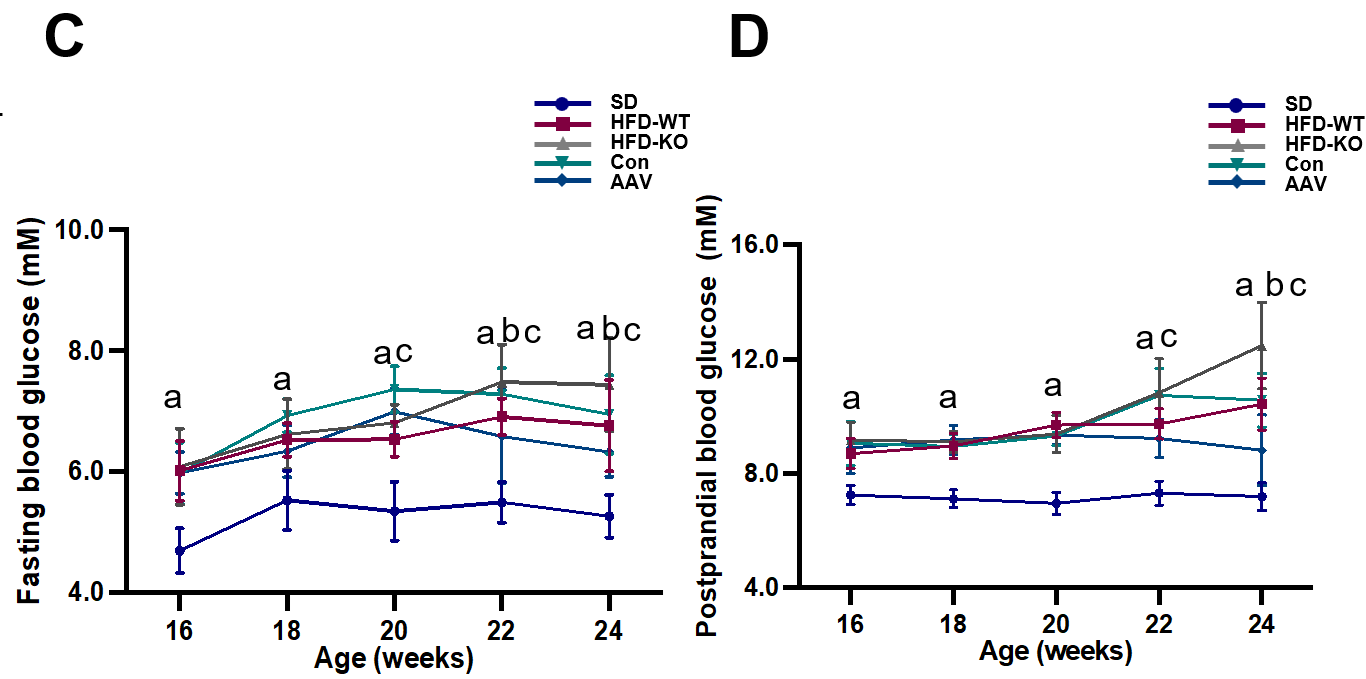 C
SD
HFD-WT
HFD-KO
Con
AAV
Fasting blood glucose (mM)
10.0
8.0
6.0
4.0
a
a
ac
abc
abc
16
18
20
22
24
Age (weeks)
D
SD
HFD-WT
HFD-KO
Con
AAV
Postprandial blood glucose (mM)
16.0
12.0
8.0
4.0
a
a
a
a c
a bc
16
18
20
22
24
Age (weeks)